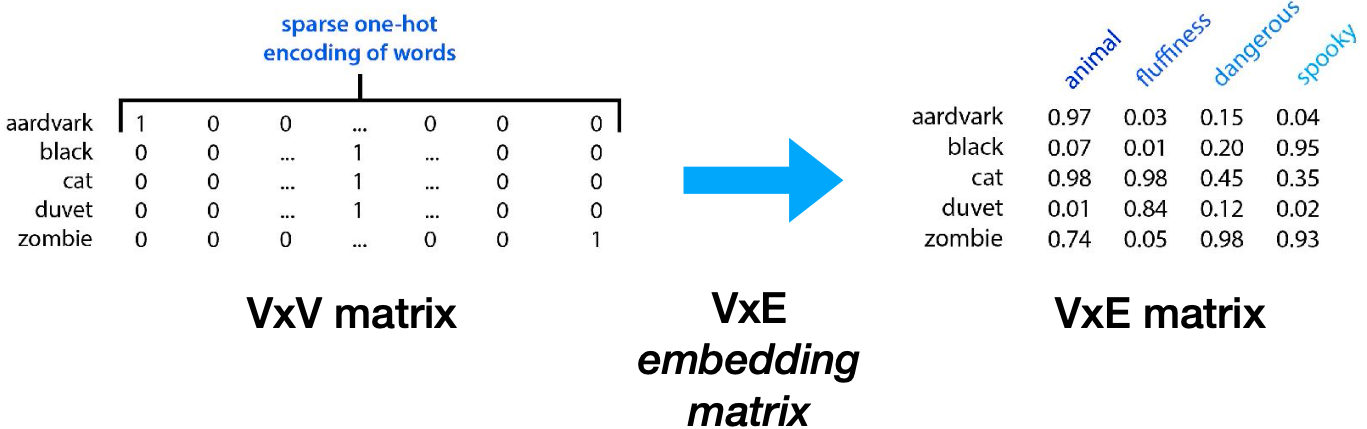 sparse one-hot
encoding of words
aardvark 1 0 0 ... 0 0 0
black 0 0 ... 1 ... 0 0
cat 0 0 ... 1 ... 0 0
duvet 0 0 ... 1 ... 0 0
zombie 0 0 0 ... 0 0 1
VxV matrix
VxE
embedding
matrix
animal fluffiness dangerous spooky
aardvark 0.97 0.03 0.15 0.04
black 0.07 0.01 0.20 0.95
cat 0.98 0.98 0.45 0.35
duvet 0.01 0.84 0.12 0.02
zombie 0.74 0.05 0.98 0.93
VxE matrix